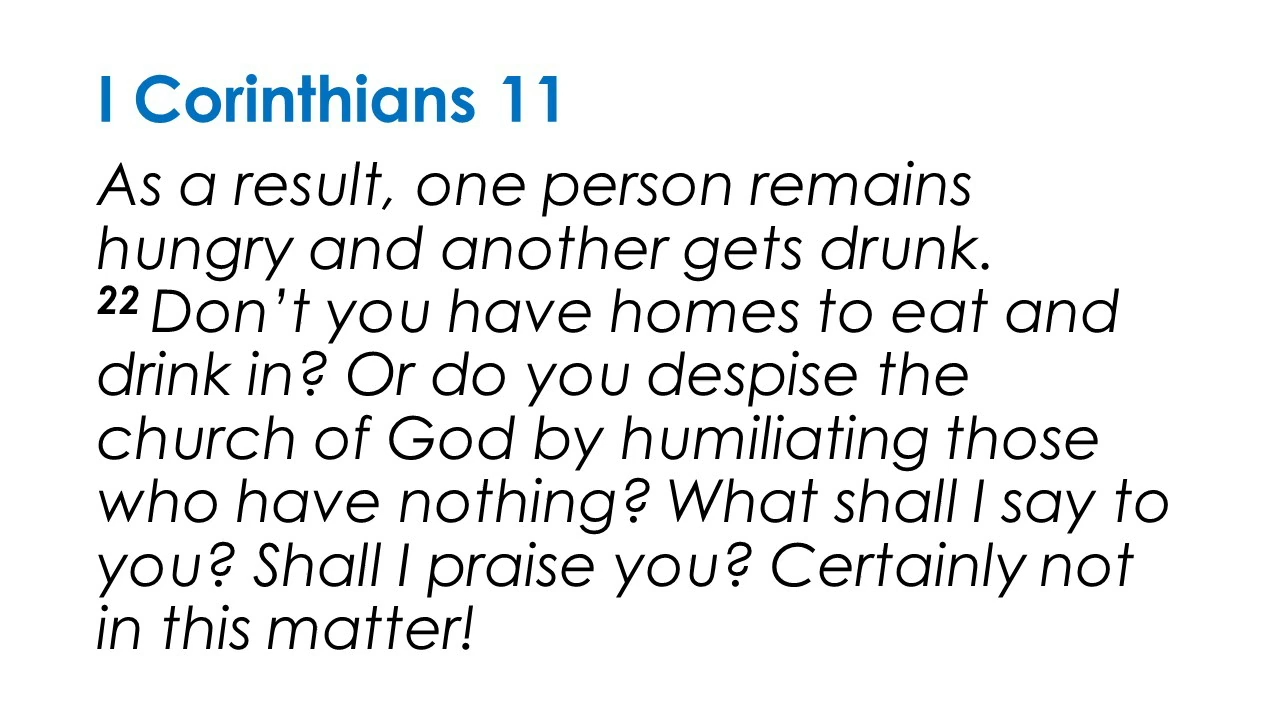 I Corinthians 11
As a result, one person remains
hungry and another gets drunk.
22 Don’t you have homes to eat and
drink in? Or do you despise the
church of God by humiliating those
who have nothing? What shall I say to
you? Shall I praise you? Certainly not
in this matter!